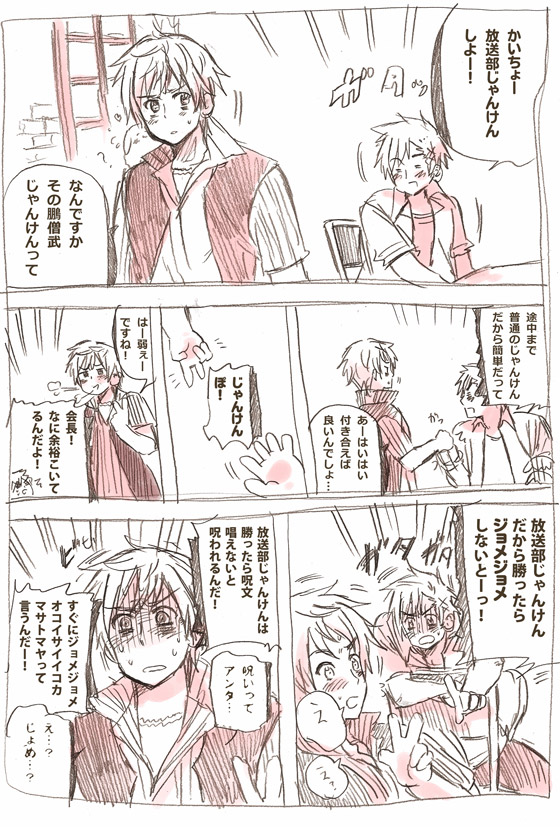 かいちょー
放送部じゃんけん
しよー！
ガ
なんですか
その鵬僧武
じゃんけんって
途中まで
普通のじゃんけん
だから簡単だって
あーはいはい
付き合えば
良いんでしょ…
かっ
じゃんけん
ぽ！
はー弱ぇー
ですね！
会長！
なに余裕こいて
るんだよ！
放送部じゃんけん
だから勝ったら
ジョメジョメ
しないとーっ！
え
え？
放送部じゃんけんは
勝ったら呪文
唱えないと
呪われるんだ！
呪いって
アンタ…
すぐにジョメジョメ
オコイサイイコカ
マサトマヤって
言うんだー！
え…？
じょめ…？